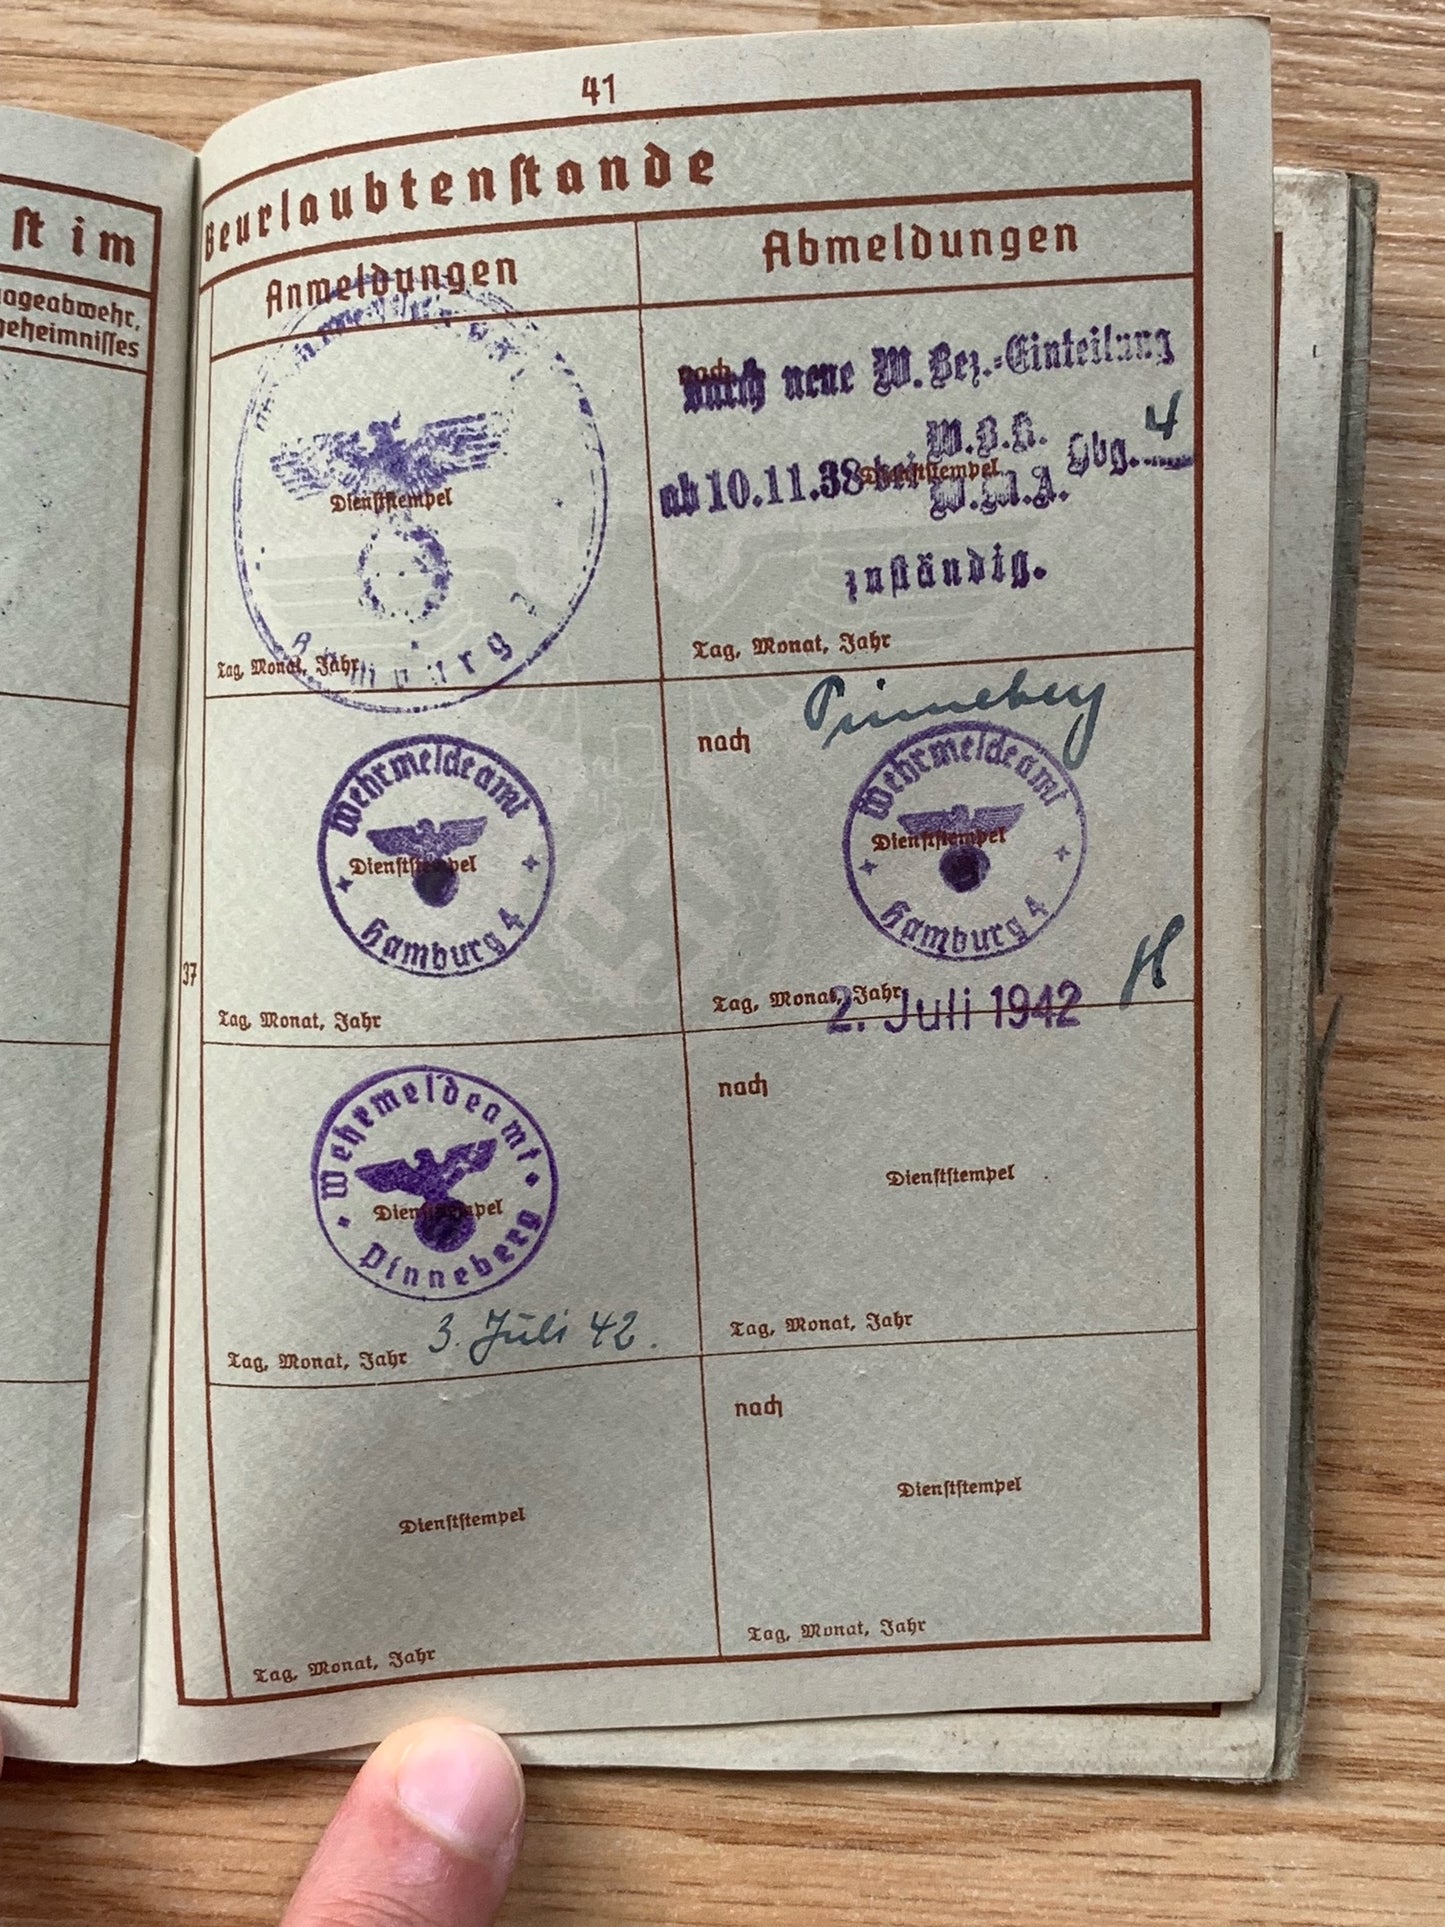 41
st im
Beurlaubtenstande
ageabwehr,
geheimnisses
Anmeldungen
Abmeldungen
Dienststempel
Hamburg
Tag, Monat, Jahr
nach
Durch neue W. Bez.-Einteilung
W.B.K.
ab 10.11.38 bei Hbg. 4
W.M.A.
Dienststempel
zuständig.
Tag, Monat, Jahr
Wehrmeldeamt
Dienststempel
Hamburg 4
Tag, Monat, Jahr
nach Pinneberg
Wehrmeldeamt
Dienststempel
Hamburg 4
Tag, Monat, Jahr
2. Juli 1942
37
Wehrmeldeamt
Dienststempel
Pinneberg
Tag, Monat, Jahr 3. Juli 42.
nach
Dienststempel
Tag, Monat, Jahr
Dienststempel
Tag, Monat, Jahr
nach
Dienststempel
Tag, Monat, Jahr